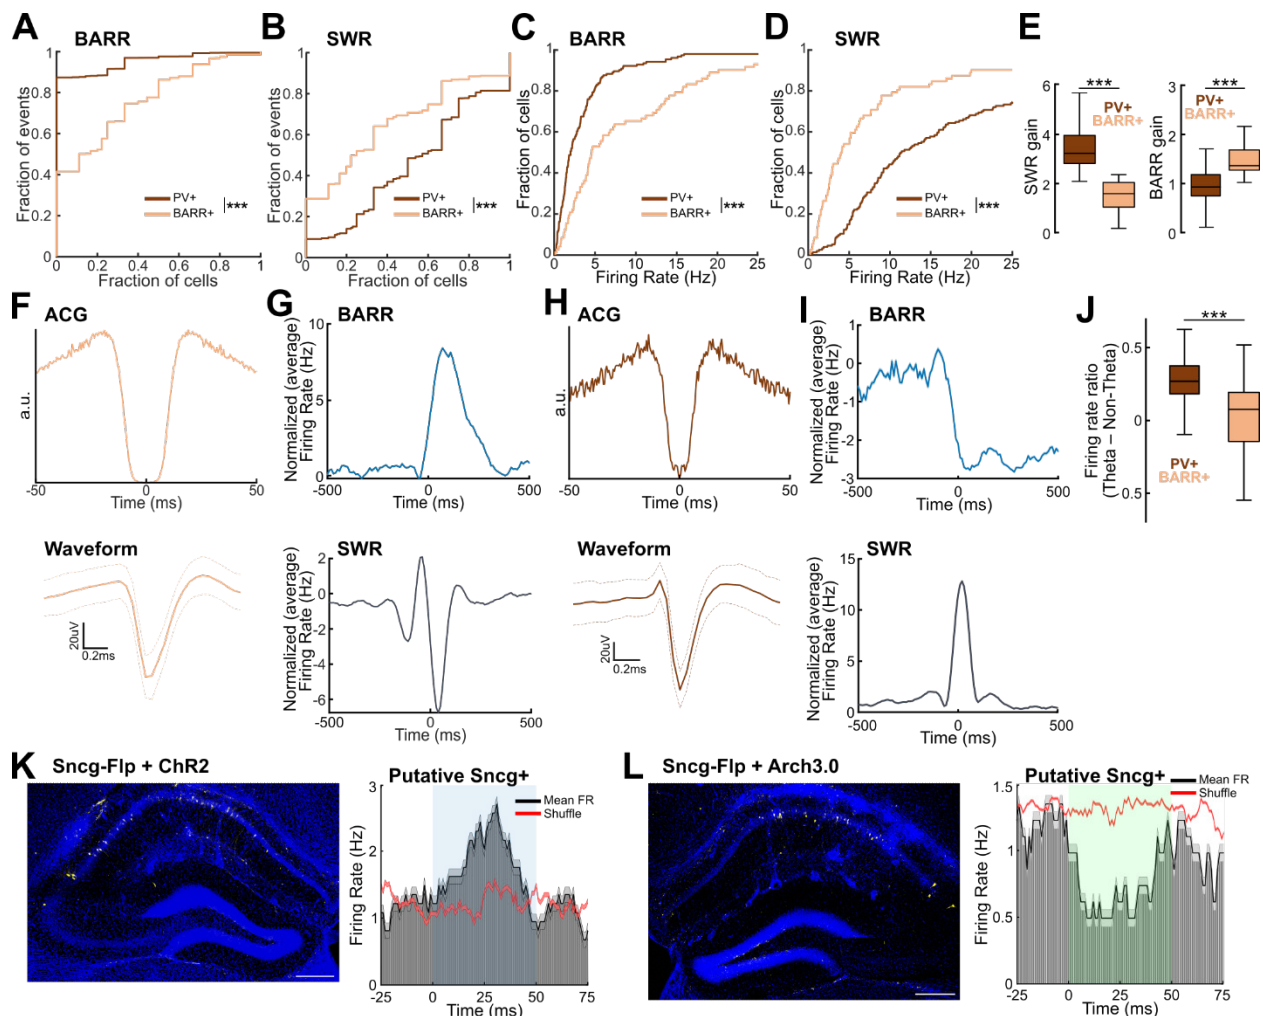 A BARR
Fraction of events
1
0.8
0.6
0.4
0.2
0
0 0.2 0.4 0.6 0.8 1
Fraction of cells
PV+
BARR+
***
B SWR
Fraction of events
1
0.8
0.6
0.4
0.2
0
0 0.2 0.4 0.6 0.8 1
Fraction of cells
PV+
BARR+
***
C BARR
Fraction of cells
1
0.8
0.6
0.4
0.2
0
0 5 10 15 20 25
Firing Rate (Hz)
PV+
BARR+
***
D SWR
Fraction of cells
1
0.8
0.6
0.4
0.2
0
0 5 10 15 20 25
Firing Rate (Hz)
PV+
BARR+
***
E
SWR gain
6
4
2
0
***
PV+
BARR+
BARR gain
3
2
1
0
***
PV+
BARR+
F ACG
a.u.
-50 0 50
Time (ms)
Waveform
20uV
0.2ms
G BARR
Normalized (average)
Firing Rate (Hz)
10
5
0
-500 0 500
Time (ms)
SWR
Normalized (average)
Firing Rate (Hz)
2
0
-2
-4
-6
-500 0 500
Time (ms)
H ACG
a.u.
-50 0 50
Time (ms)
Waveform
20uV
0.2ms
I BARR
Normalized (average)
Firing Rate (Hz)
1
0
-1
-2
-3
-500 0 500
Time (ms)
SWR
Normalized (average)
Firing Rate (Hz)
15
10
5
0
-500 0 500
Time (ms)
J
Firing rate ratio
(Theta – Non-Theta)
0.5
0
0.5
***
PV+
BARR+
K Sncg-Flp + ChR2
Putative Sncg+
Firing Rate (Hz)
3
2
1
0
-25 0 25 50 75
Time (ms)
Mean FR
Shuffle
L Sncg-Flp + Arch3.0
Putative Sncg+
Firing Rate (Hz)
1.5
1
0.5
0
-25 0 25 50 75
Time (ms)
Mean FR
Shuffle